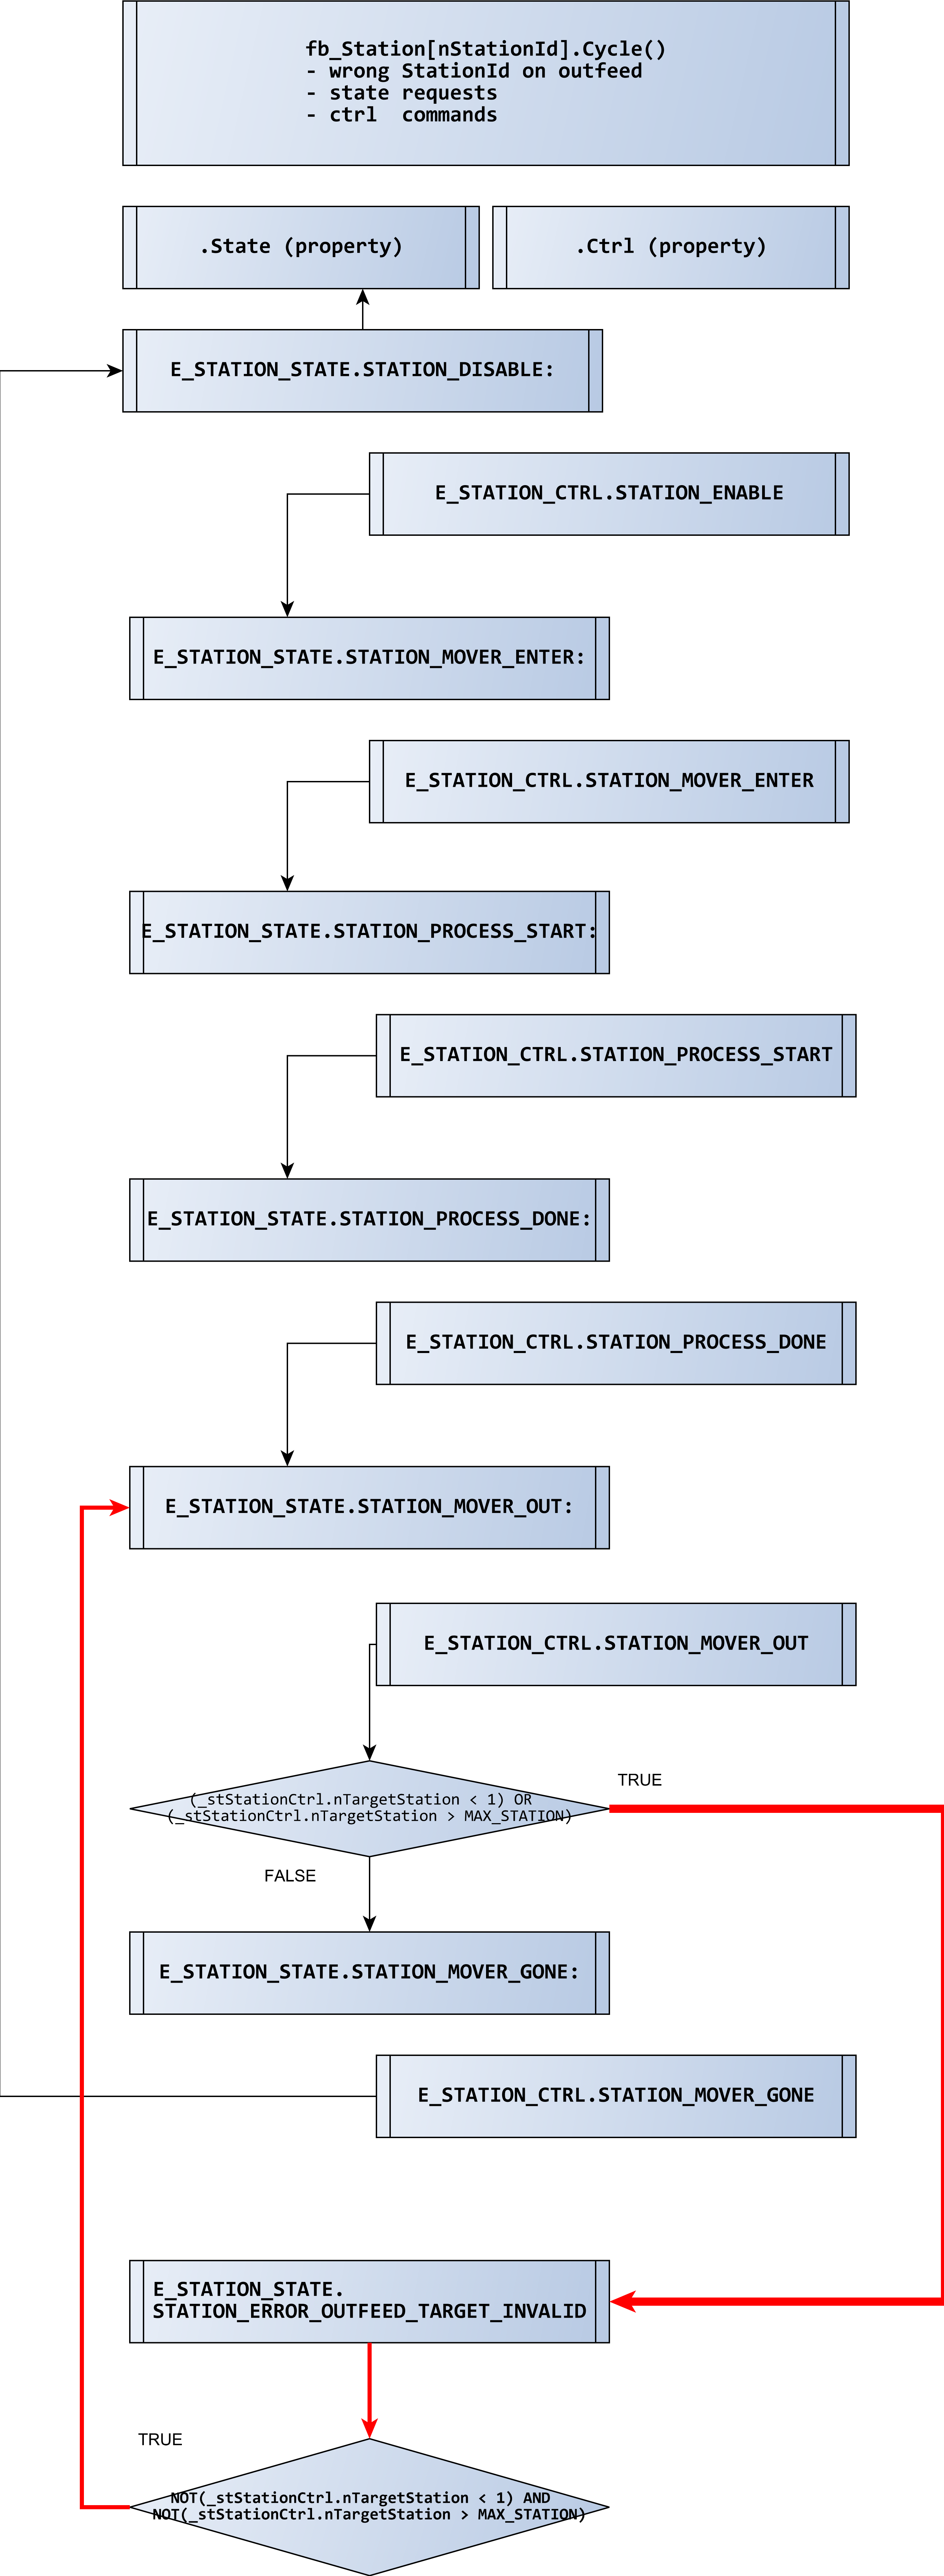 fb_Station[nStationId].Cycle()
- wrong StationId on outfeed
- state requests
- ctrl  commands
.State (property)
.Ctrl (property)
E_STATION_STATE.STATION_DISABLE:
E_STATION_CTRL.STATION_ENABLE
E_STATION_STATE.STATION_MOVER_ENTER:
E_STATION_CTRL.STATION_MOVER_ENTER
E_STATION_STATE.STATION_PROCESS_START:
E_STATION_CTRL.STATION_PROCESS_START
E_STATION_STATE.STATION_PROCESS_DONE:
E_STATION_CTRL.STATION_PROCESS_DONE
E_STATION_STATE.STATION_MOVER_OUT:
E_STATION_CTRL.STATION_MOVER_OUT
TRUE
(_stStationCtrl.nTargetStation < 1) OR
(_stStationCtrl.nTargetStation > MAX_STATION)
FALSE
E_STATION_STATE.STATION_MOVER_GONE:
E_STATION_CTRL.STATION_MOVER_GONE
E_STATION_STATE.
STATION_ERROR_OUTFEED_TARGET_INVALID
TRUE
NOT(_stStationCtrl.nTargetStation < 1) AND
NOT(_stStationCtrl.nTargetStation > MAX_STATION)